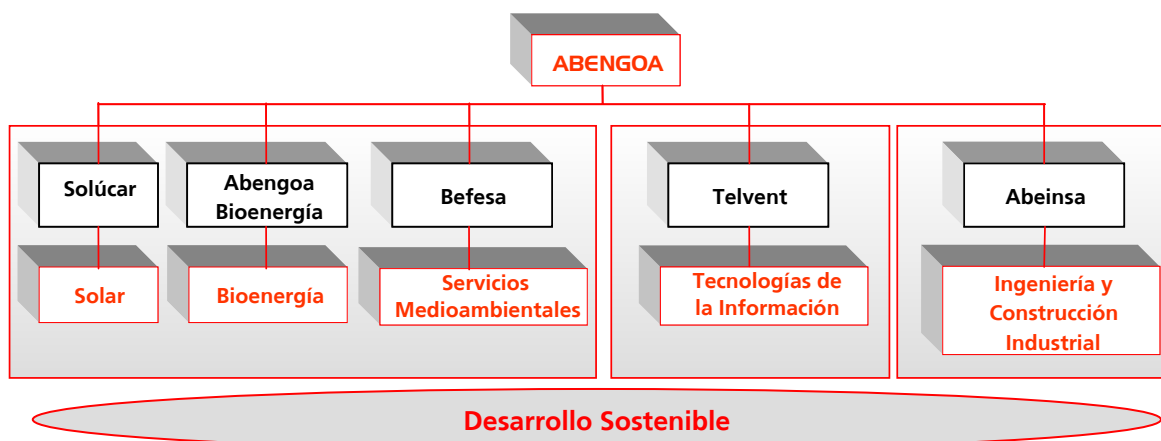 ABENGOA
Solúcar
Abengoa
Bioenergía
Befesa
Telvent
Abeinsa
Solar
Bioenergía
Servicios
Medioambientales
Tecnologías de
la Información
Ingeniería y
Construcción
Industrial
Desarrollo Sostenible